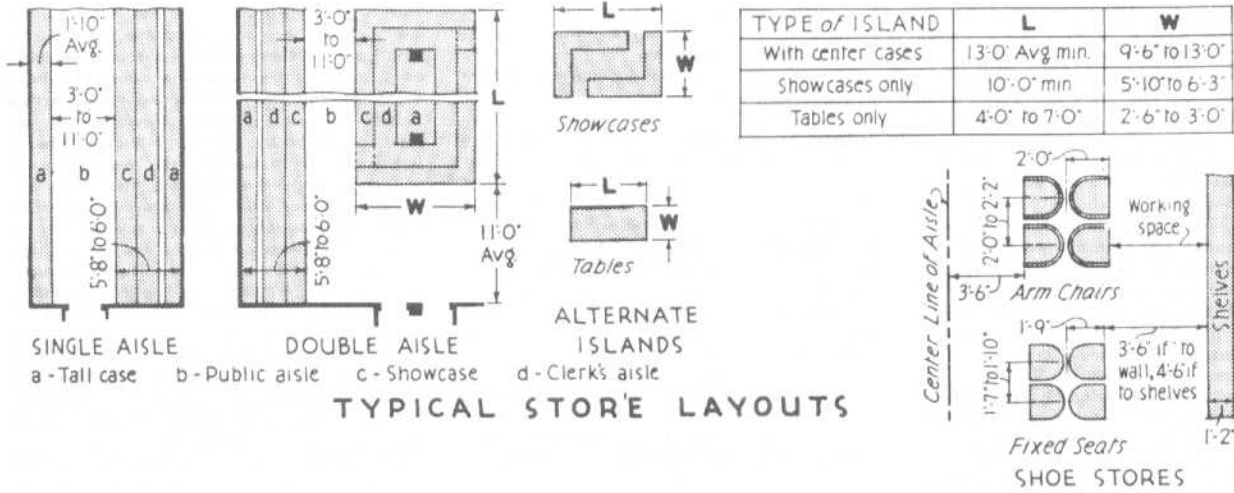 1'-10"
Avg.
3'-0"
to
11'-0"
a b c d a
5'-8" to 6'-0"
SINGLE AISLE
3'-0"
to
11'-0"
L
a d c b c d a
5'-8" to 6'-0"
W
11'-0"
Avg.
DOUBLE AISLE
a - Tall case b - Public aisle c - Showcase d - Clerk's aisle
L
W
Showcases
L
W
Tables
ALTERNATE
ISLANDS
TYPE of ISLAND L W
With center cases 13'-0" Avg min. 9'-6" to 13'-0"
Showcases only 10'-0" min 5'-10" to 6'-3"
Tables only 4'-0" to 7'-0" 2'-6" to 3'-0"
Center Line of Aisle
2'-0"
2'-0" to 2'-2"
Working
space
3'-6"
Arm Chairs
1'-9"
1'-7" to 1'-10"
3'-6" if to
wall, 4'-6" if
to shelves
Shelves
1'-2"
Fixed Seats
SHOE STORES
TYPICAL STORE LAYOUTS